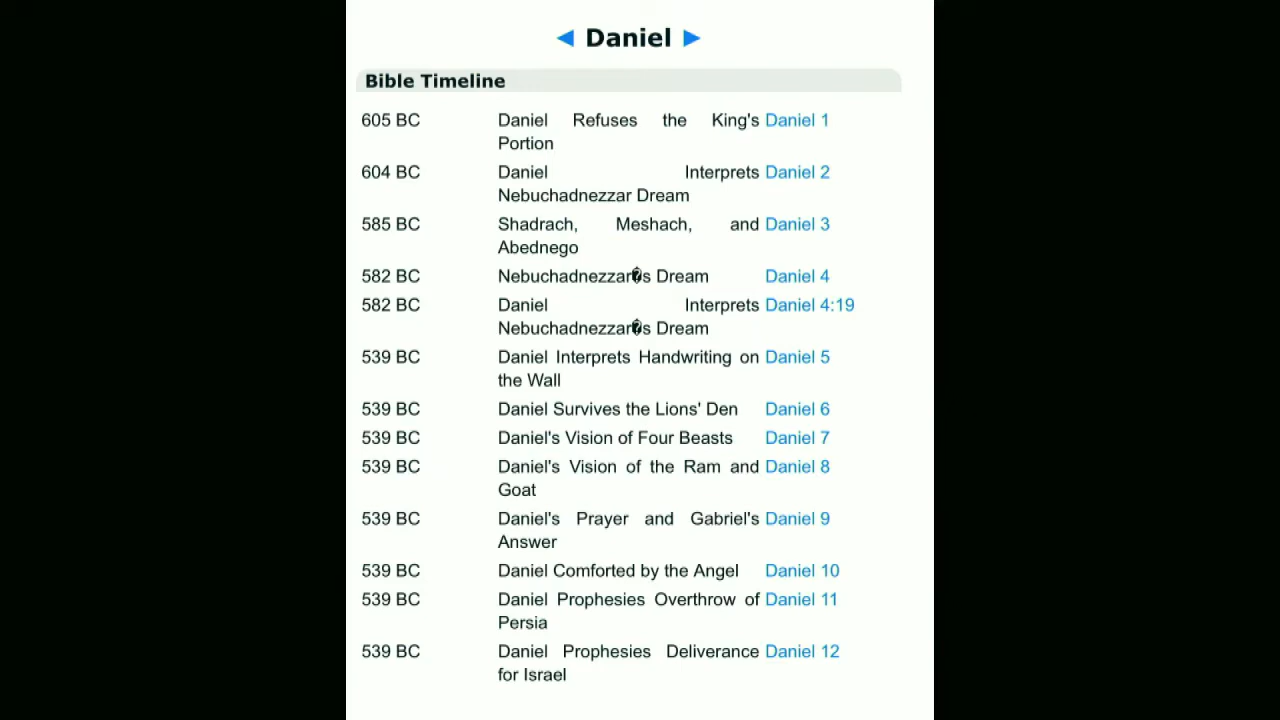 ◄ Daniel ►
Bible Timeline
605 BC Daniel Refuses the King's Daniel 1
Portion
604 BC Daniel Interprets Daniel 2
Nebuchadnezzar Dream
585 BC Shadrach, Meshach, and Daniel 3
Abednego
582 BC Nebuchadnezzar�s Dream Daniel 4
582 BC Daniel Interprets Daniel 4:19
Nebuchadnezzar�s Dream
539 BC Daniel Interprets Handwriting on Daniel 5
the Wall
539 BC Daniel Survives the Lions' Den Daniel 6
539 BC Daniel's Vision of Four Beasts Daniel 7
539 BC Daniel's Vision of the Ram and Daniel 8
Goat
539 BC Daniel's Prayer and Gabriel's Daniel 9
Answer
539 BC Daniel Comforted by the Angel Daniel 10
539 BC Daniel Prophesies Overthrow of Daniel 11
Persia
539 BC Daniel Prophesies Deliverance Daniel 12
for Israel